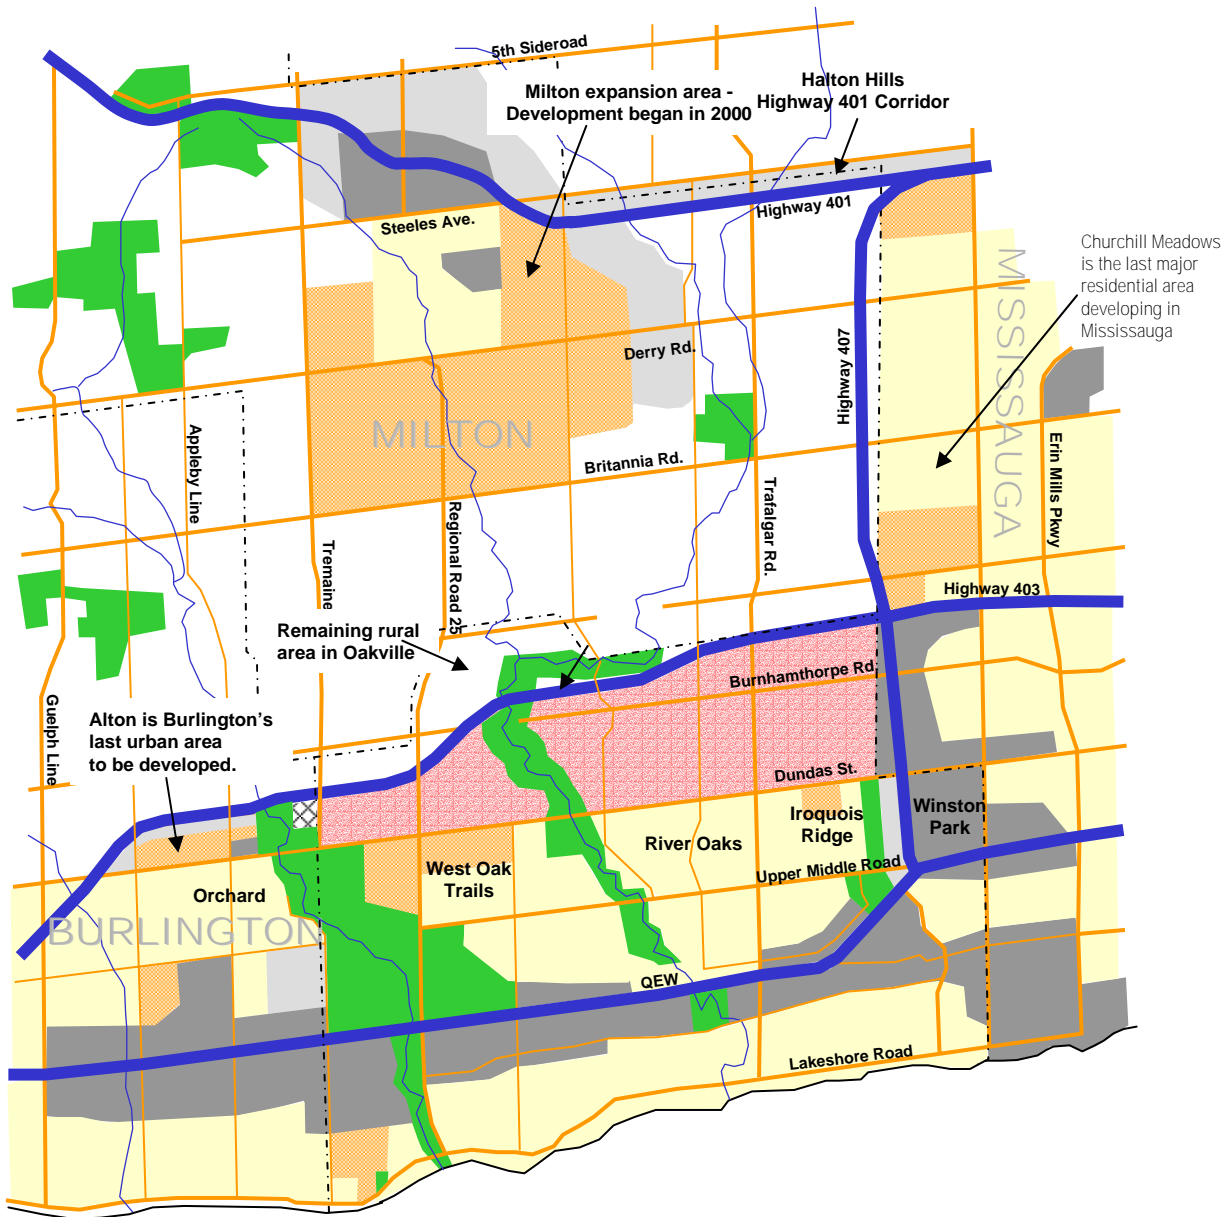 5th Sideroad
Milton expansion area -
Development began in 2000
Halton Hills
Highway 401 Corridor
Steeles Ave.
Highway 401
Churchill Meadows
is the last major
residential area
developing in
Mississauga
MISSISSAUGA
Derry Rd.
Highway 407
MILTON
Appleby Line
Britannia Rd.
Erin Mills Pkwy
Trafalgar Rd.
Regional Road 25
Tremaine
Highway 403
Remaining rural
area in Oakville
Burnhamthorpe Rd.
Guelph Line
Alton is Burlington's
last urban area
to be developed.
Dundas St.
Iroquois
Ridge
Winston
Park
River Oaks
West Oak
Trails
Upper Middle Road
Orchard
BURLINGTON
QEW
Lakeshore Road